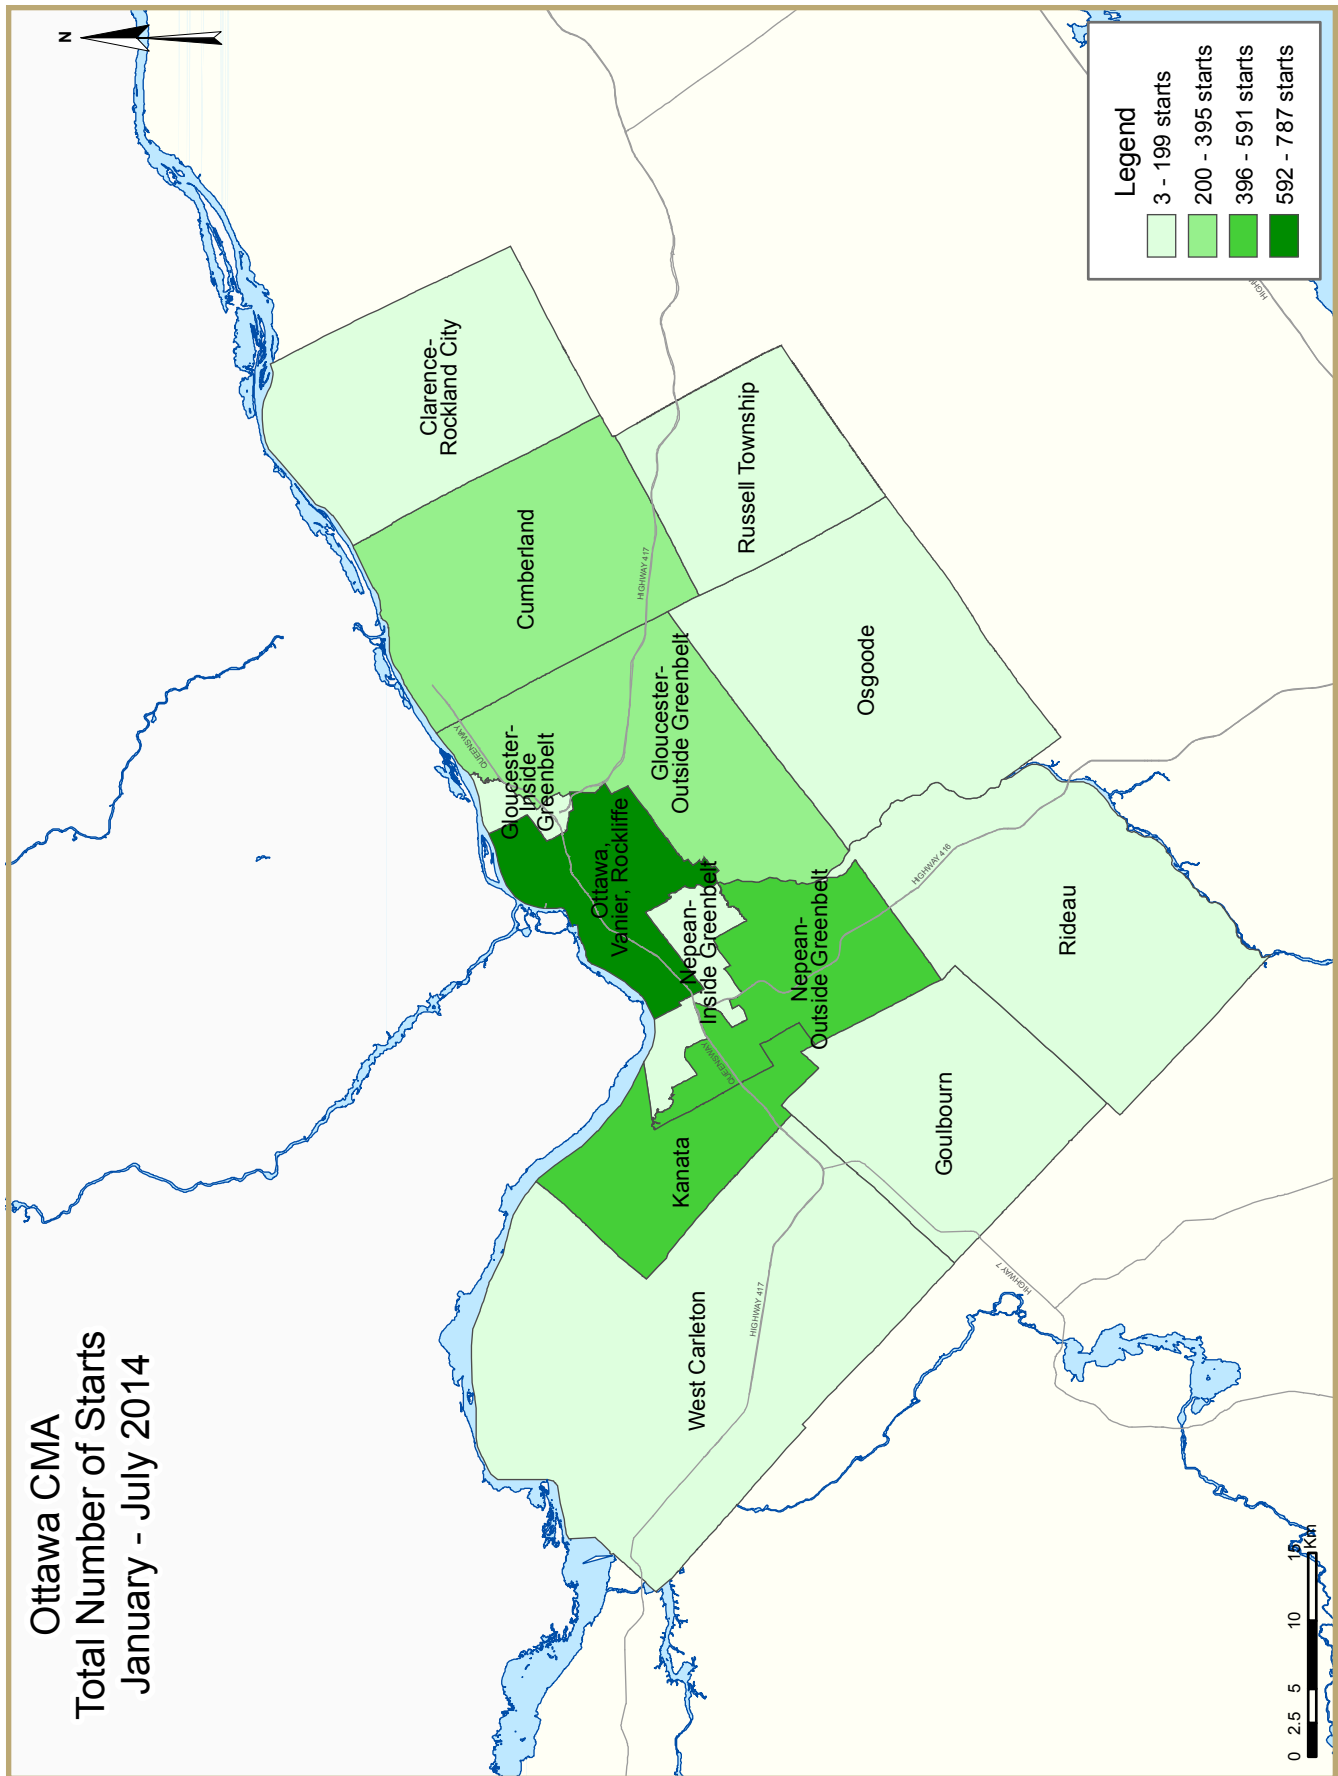 Ottawa CMA
Total Number of Starts
January - July 2014
N
Clarence-
Rockland City
Cumberland
Russell Township
HIGHWAY 417
QUEENSWAY
Gloucester-
Inside
Greenbelt
Gloucester-
Outside Greenbelt
Osgoode
Ottawa,
Vanier, Rockliffe
Nepean-
Inside Greenbelt
Nepean-
Outside Greenbelt
HIGHWAY 416
Rideau
QUEENSWAY
Kanata
Goulbourn
West Carleton
HIGHWAY 417
HIGHWAY 7
Legend
3 - 199 starts
200 - 395 starts
396 - 591 starts
592 - 787 starts
0 2.5 5 10 15
Km